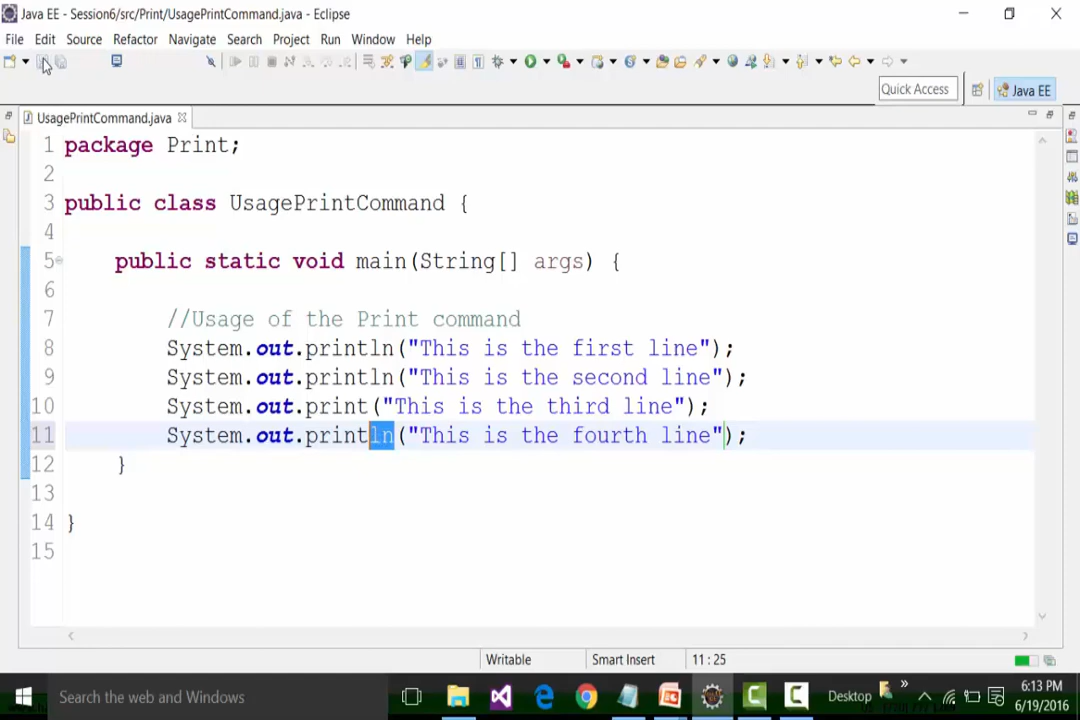 Java EE - Session6/src/Print/UsagePrintCommand.java - Eclipse
File Edit Source Refactor Navigate Search Project Run Window Help
Quick Access
Java EE
UsagePrintCommand.java
1 package Print;
2
3 public class UsagePrintCommand {
4
5 public static void main(String[] args) {
6
7 //Usage of the Print command
8 System.out.println("This is the first line");
9 System.out.println("This is the second line");
10 System.out.print("This is the third line");
11 System.out.println("This is the fourth line");
12 }
13
14 }
15
Writable Smart Insert 11 : 25
Search the web and Windows
Desktop
6:13 PM
6/19/2016